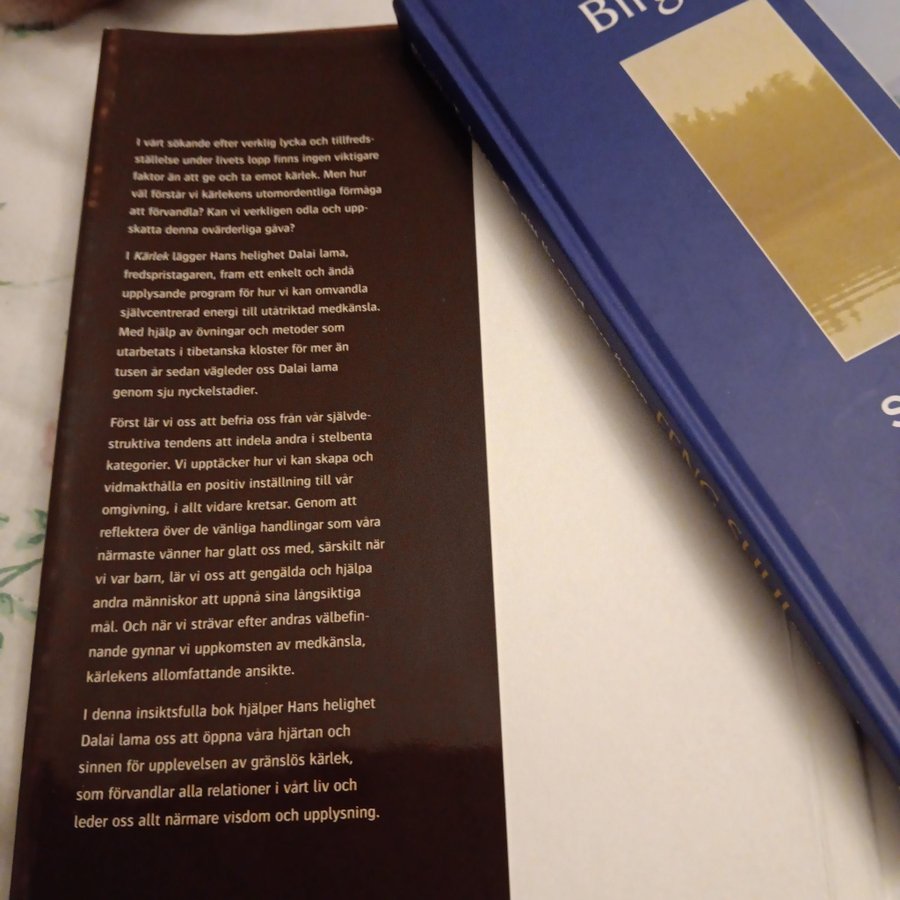 I vårt sökande efter verklig lycka och tillfreds-
ställelse under livets lopp finns ingen viktigare
faktor än att ge och ta emot kärlek. Men hur
väl förstår vi kärlekens utomordentliga förmåga
att förvandla? Kan vi verkligen odla och upp-
skatta denna ovärderliga gåva?
I Kärlek lägger Hans helighet Dalai lama,
fredspristagaren, fram ett enkelt och ändå
upplysande program för hur vi kan omvandla
självcentrerad energi till utåtriktad medkänsla.
Med hjälp av övningar och metoder som
utarbetats i tibetanska kloster för mer än
tusen år sedan vägleder oss Dalai lama
genom sju nyckelstadier.
Först lär vi oss att befria oss från vår självde-
struktiva tendens att indela andra i stelbenta
kategorier. Vi upptäcker hur vi kan skapa och
vidmakthålla en positiv inställning till vår
omgivning, i allt vidare kretsar. Genom att
reflektera över de vänliga handlingar som våra
närmaste vänner har glatt oss med, särskilt när
vi var barn, lär vi oss att gengälda och hjälpa
andra människor att uppnå sina långsiktiga
mål. Och när vi strävar efter andras välbefin-
nande gynnar vi uppkomsten av medkänsla,
kärlekens allomfattande ansikte.
I denna insiktsfulla bok hjälper Hans helighet
Dalai lama oss att öppna våra hjärtan och
sinnen för upplevelsen av gränslös kärlek,
som förvandlar alla relationer i vårt liv och
leder oss allt närmare visdom och upplysning.
FENG SHUI